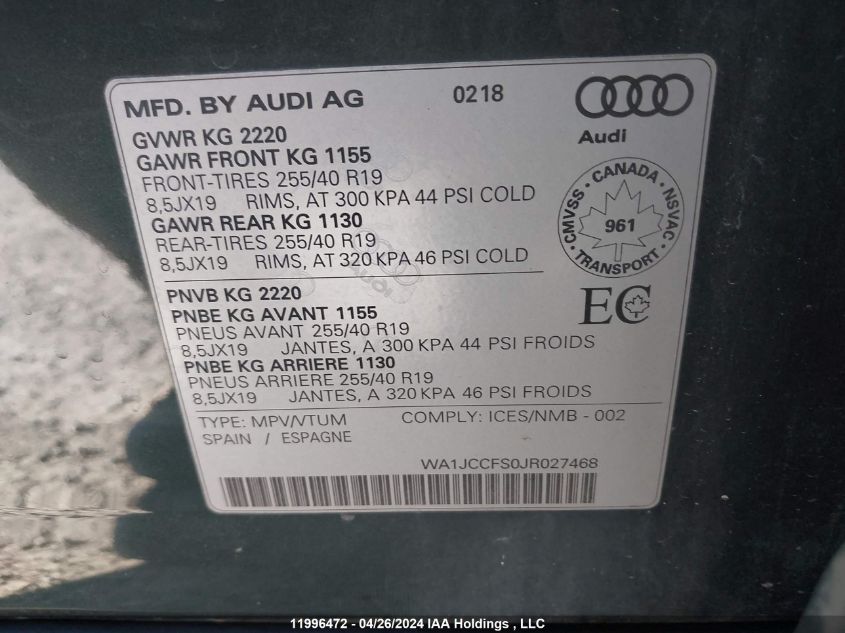 MFD. BY AUDI AG 0218
Audi
GVWR KG 2220
GAWR FRONT KG 1155
FRONT-TIRES 255/40 R19
8,5JX19 RIMS, AT 300 KPA 44 PSI COLD
GAWR REAR KG 1130
REAR-TIRES 255/40 R19
8,5JX19 RIMS, AT 320 KPA 46 PSI COLD
CMVSS · CANADA · NSVAC · TRANSPORT ·
961
PNVB KG 2220
PNBE KG AVANT 1155
PNEUS AVANT 255/40 R19
8,5JX19 JANTES, A 300 KPA 44 PSI FROIDS
PNBE KG ARRIERE 1130
PNEUS ARRIERE 255/40 R19
8,5JX19 JANTES, A 320 KPA 46 PSI FROIDS
EC
TYPE: MPV/VTUM COMPLY: ICES/NMB - 002
SPAIN / ESPAGNE
WA1JCCFS0JR027468
11996472 - 04/26/2024 IAA Holdings , LLC